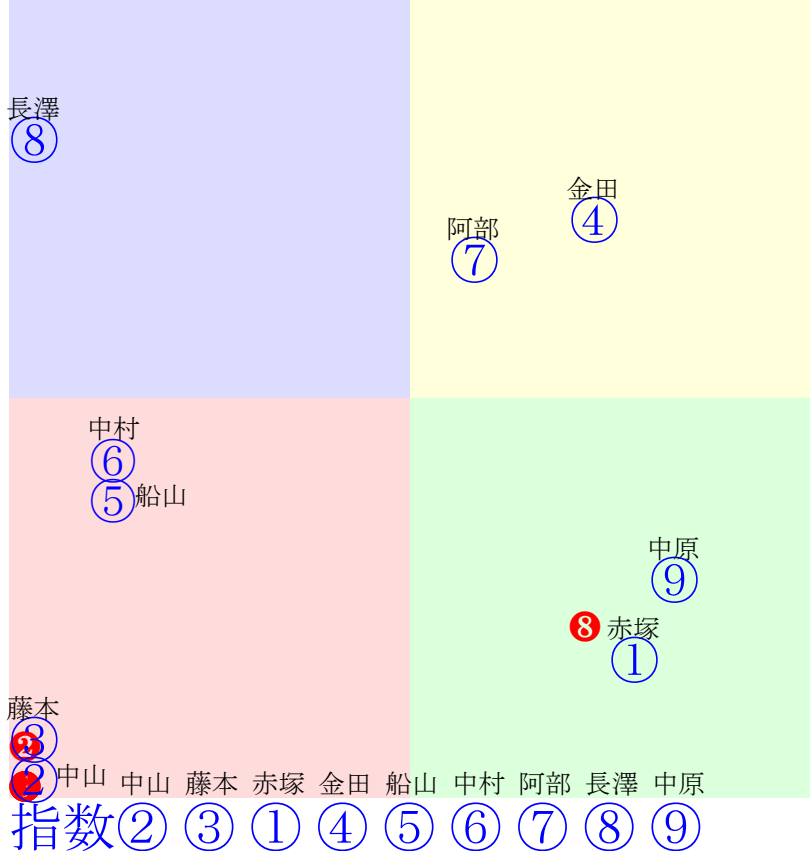 長澤
⑧
金田
④
阿部
⑦
中村
⑥
⑤船山
中原
⑨
❽赤塚
①
藤本
③
②中山
中山 藤本 赤塚 金田 船山 中村 阿部 長澤 中原
指数② ③ ① ④ ⑤ ⑥ ⑦ ⑧ ⑨